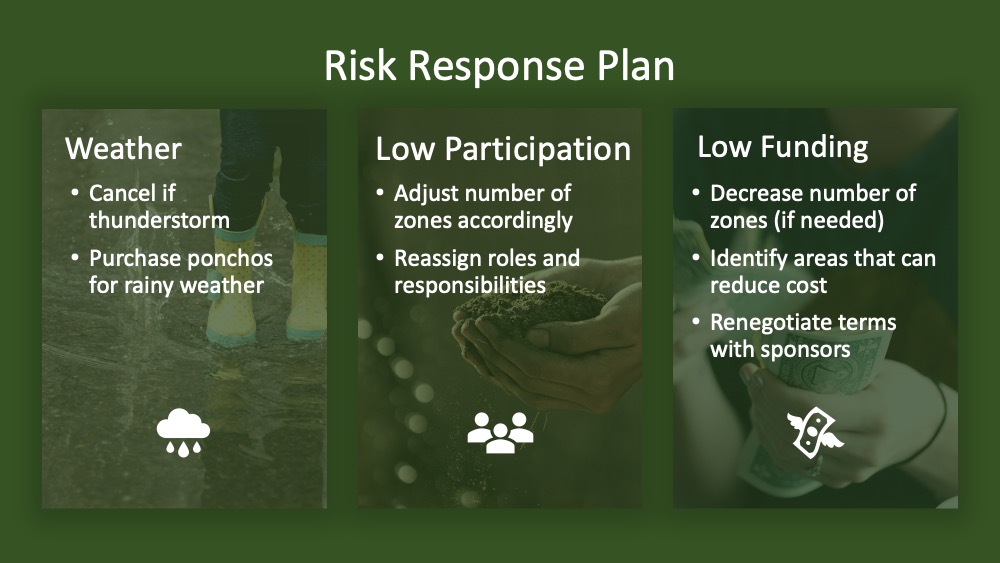 Risk Response Plan
Weather
• Cancel if
thunderstorm
• Purchase ponchos
for rainy weather
Low Participation
• Adjust number of
zones accordingly
• Reassign roles and
responsibilities
Low Funding
• Decrease number of
zones (if needed)
• Identify areas that can
reduce cost
• Renegotiate terms
with sponsors